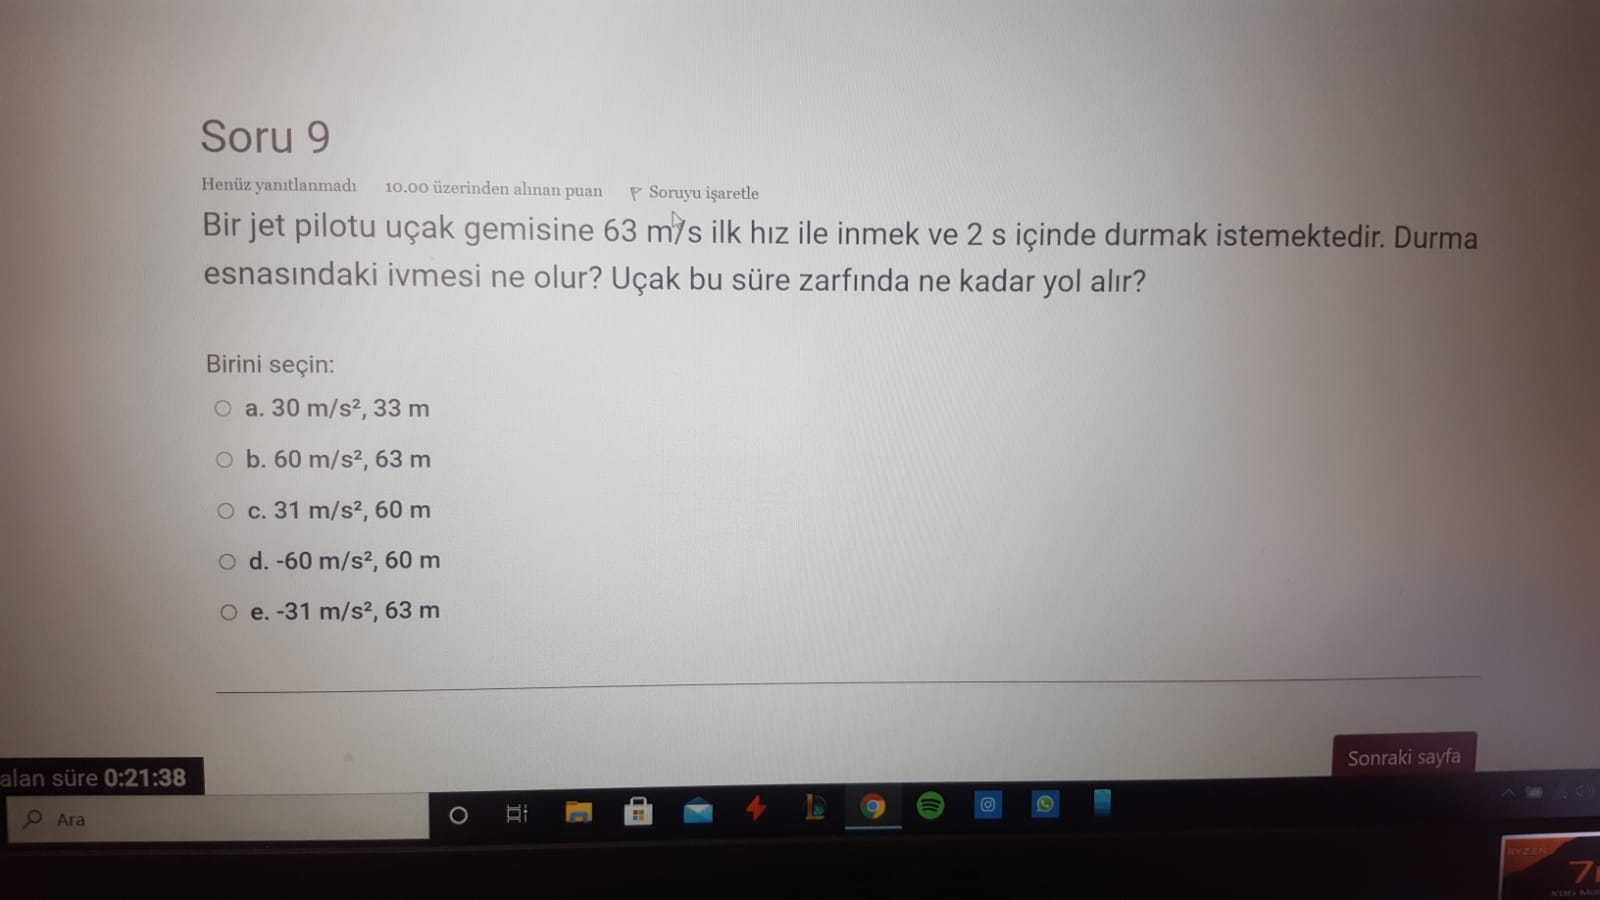 Soru 9
Henüz yanıtlanmadı 10.00 üzerinden alınan puan Soruyu işaretle
Bir jet pilotu uçak gemisine 63 m/s ilk hız ile inmek ve 2 s içinde durmak istemektedir. Durma
esnasındaki ivmesi ne olur? Uçak bu süre zarfında ne kadar yol alır?
Birini seçin:
a. 30 m/s², 33 m
b. 60 m/s², 63 m
c. 31 m/s², 60 m
d. -60 m/s², 60 m
e. -31 m/s², 63 m
Sonraki sayfa
alan süre 0:21:38
Ara
RYZEN
7